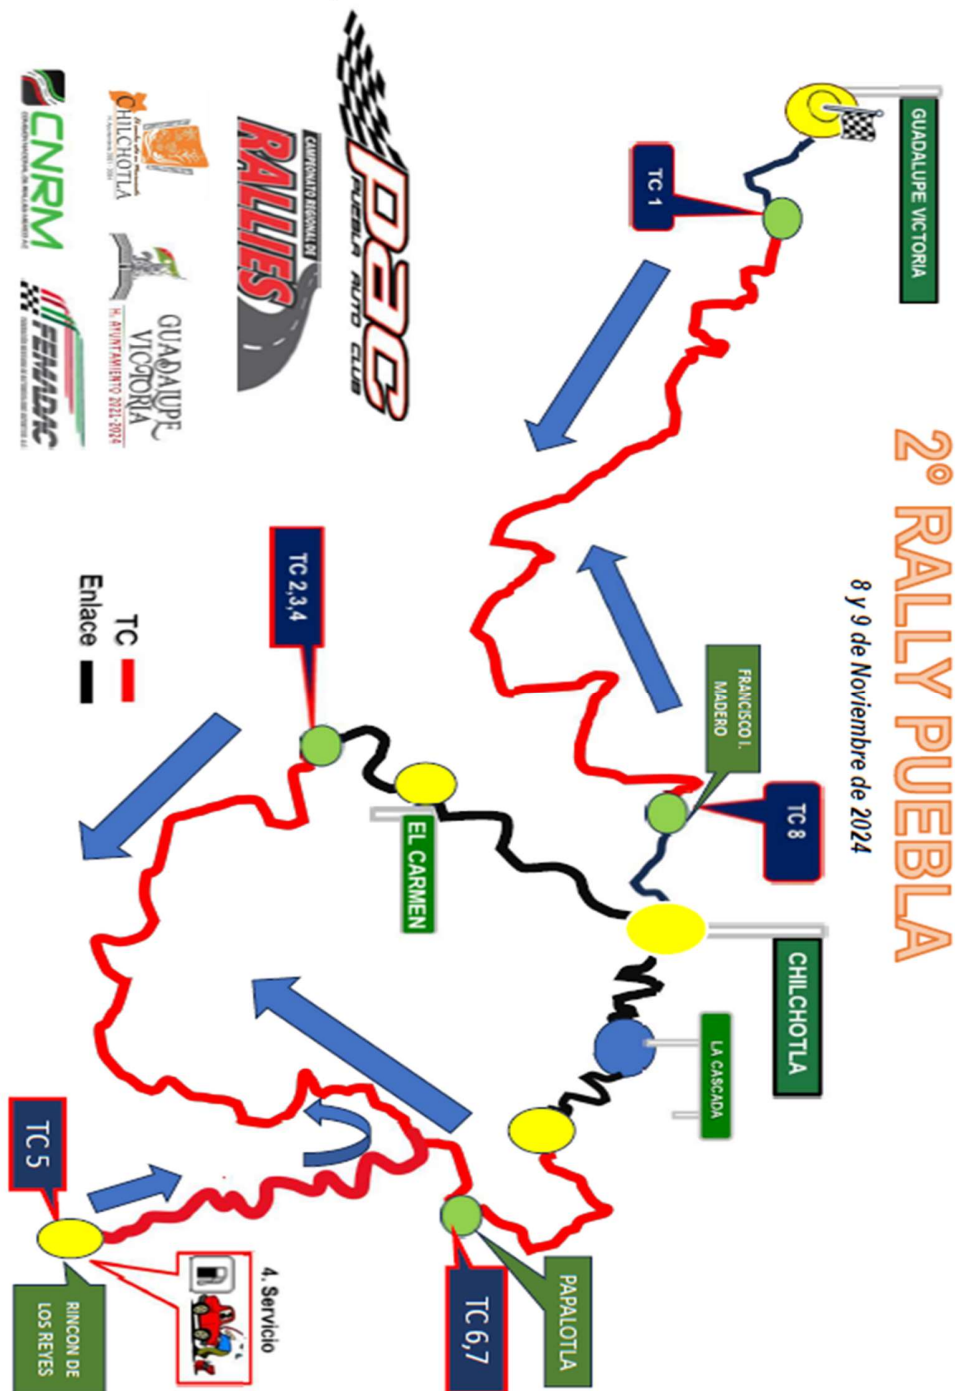 2º RALLY PUEBLA
8 y 9 de Noviembre de 2024
GUADALUPE VICTORIA
TC 1
FRANCISCO I.
MADERO
TC 8
CHILCHOTLA
LA CASCADA
EL CARMEN
TC 2,3,4
PAPALOTLA
TC 6,7
TC 5
4. Servicio
RINCON DE
LOS REYES
TC
Enlace
pac
PUEBLA AUTO CLUB
CAMPEONATO REGIONAL DE
RALLIES
CHILCHOTLA
GUADALUPE
VICTORIA
H. AYUNTAMIENTO 2021-2024
CNRM
FEMADAC